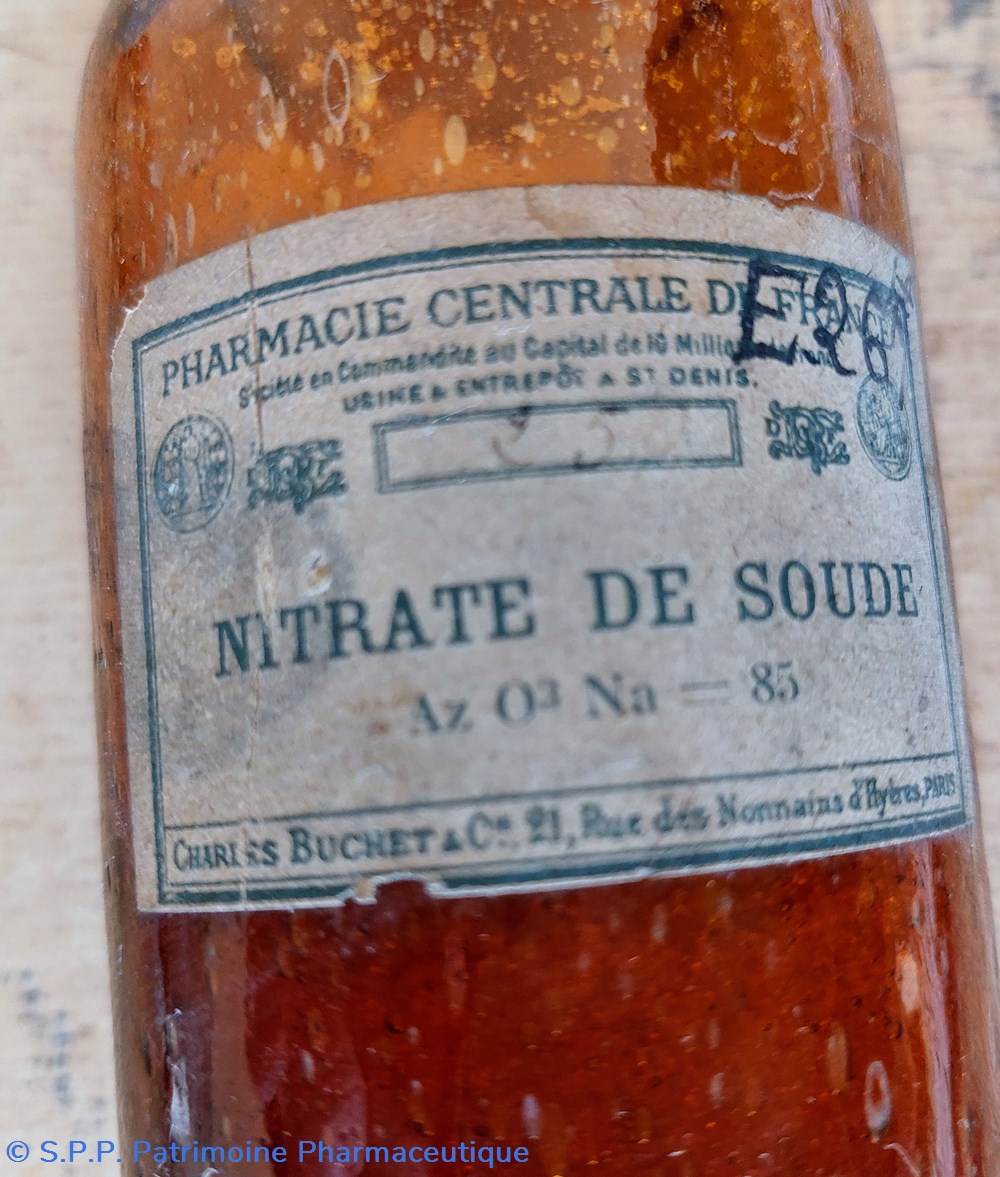 PHARMACIE CENTRALE DE FRANCE
E.28
Société en Commandite au Capital de 10 Millions
USINE & ENTREPÔT A ST DENIS.
NITRATE DE SOUDE
Az O³ Na = 85
CHARLES BUCHET & Cie. 21, Rue des Nonnains d'Hyères, PARIS
© S.P.P. Patrimoine Pharmaceutique